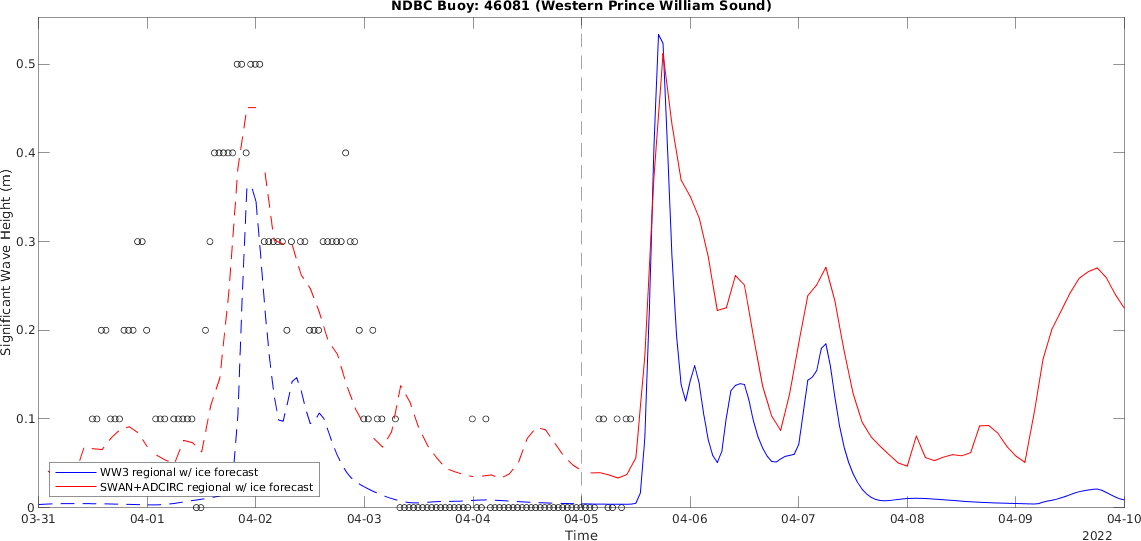 NDBC Buoy: 46081 (Western Prince William Sound)
0.5
0.4
0.3
0.2
0.1
0
Significant Wave Height (m)
WW3 regional w/ ice forecast
SWAN+ADCIRC regional w/ ice forecast
03-31 04-01 04-02 04-03 04-04 04-05 04-06 04-07 04-08 04-09 04-10
Time
2022